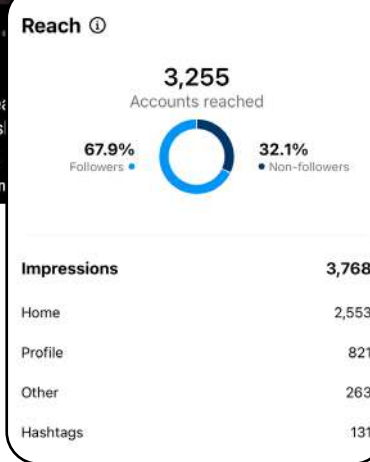 Reach ⓘ
3,255
Accounts reached
67.9%
Followers •
32.1%
• Non-followers
Impressions
3,768
Home
2,553
Profile
821
Other
263
Hashtags
131